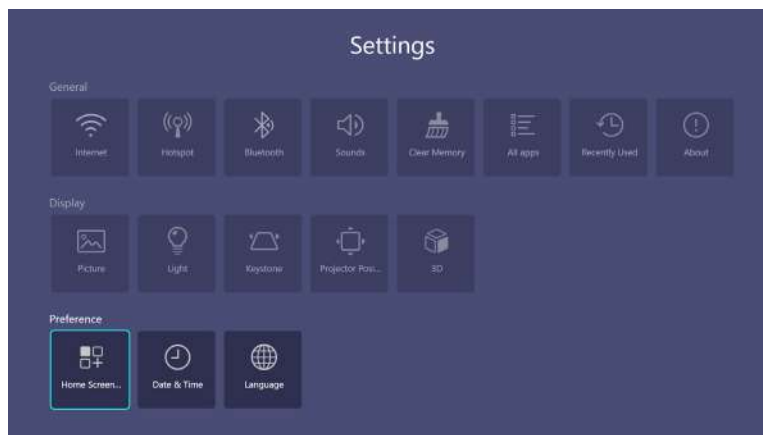 Settings
General
Internet
Hotspot
Bluetooth
Sounds
Clear Memory
All apps
Recently Used
About
Display
Picture
Light
Keystone
Projector Posi...
3D
Preference
Home Screen...
Date & Time
Language